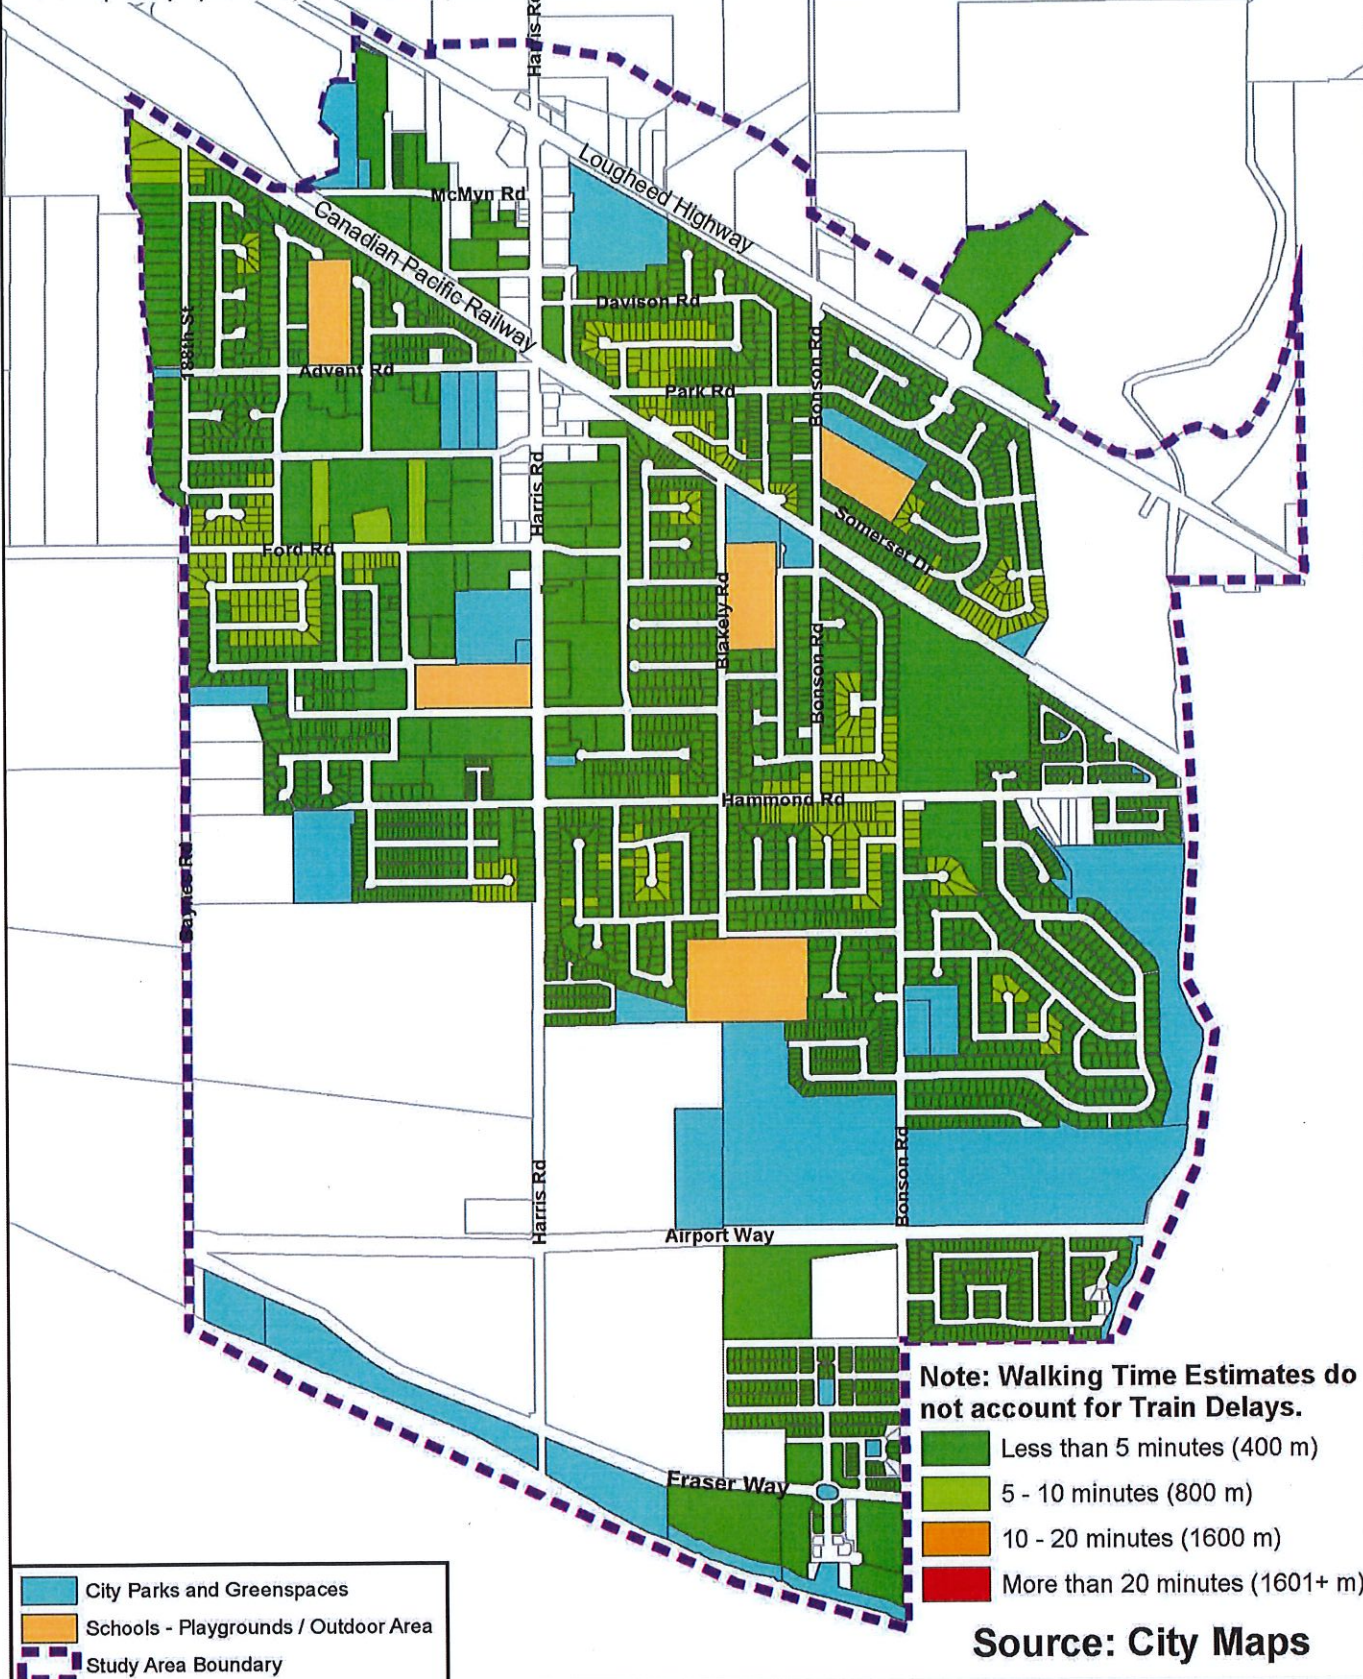 Harris Rd
Lougheed Highway
McMyn Rd
Canadian Pacific Railway
Davison Rd
188th St
Bonson Rd
Advent Rd
Park Rd
Harris Rd
Somerset Dr
Ford Rd
Blakely Rd
Bonson Rd
Hammond Rd
Baynes Rd
Bonson Rd
Harris Rd
Airport Way
Fraser Way
Note: Walking Time Estimates do
not account for Train Delays.
Less than 5 minutes (400 m)
5 - 10 minutes (800 m)
10 - 20 minutes (1600 m)
More than 20 minutes (1601+ m)
City Parks and Greenspaces
Schools - Playgrounds / Outdoor Area
Study Area Boundary
Source: City Maps